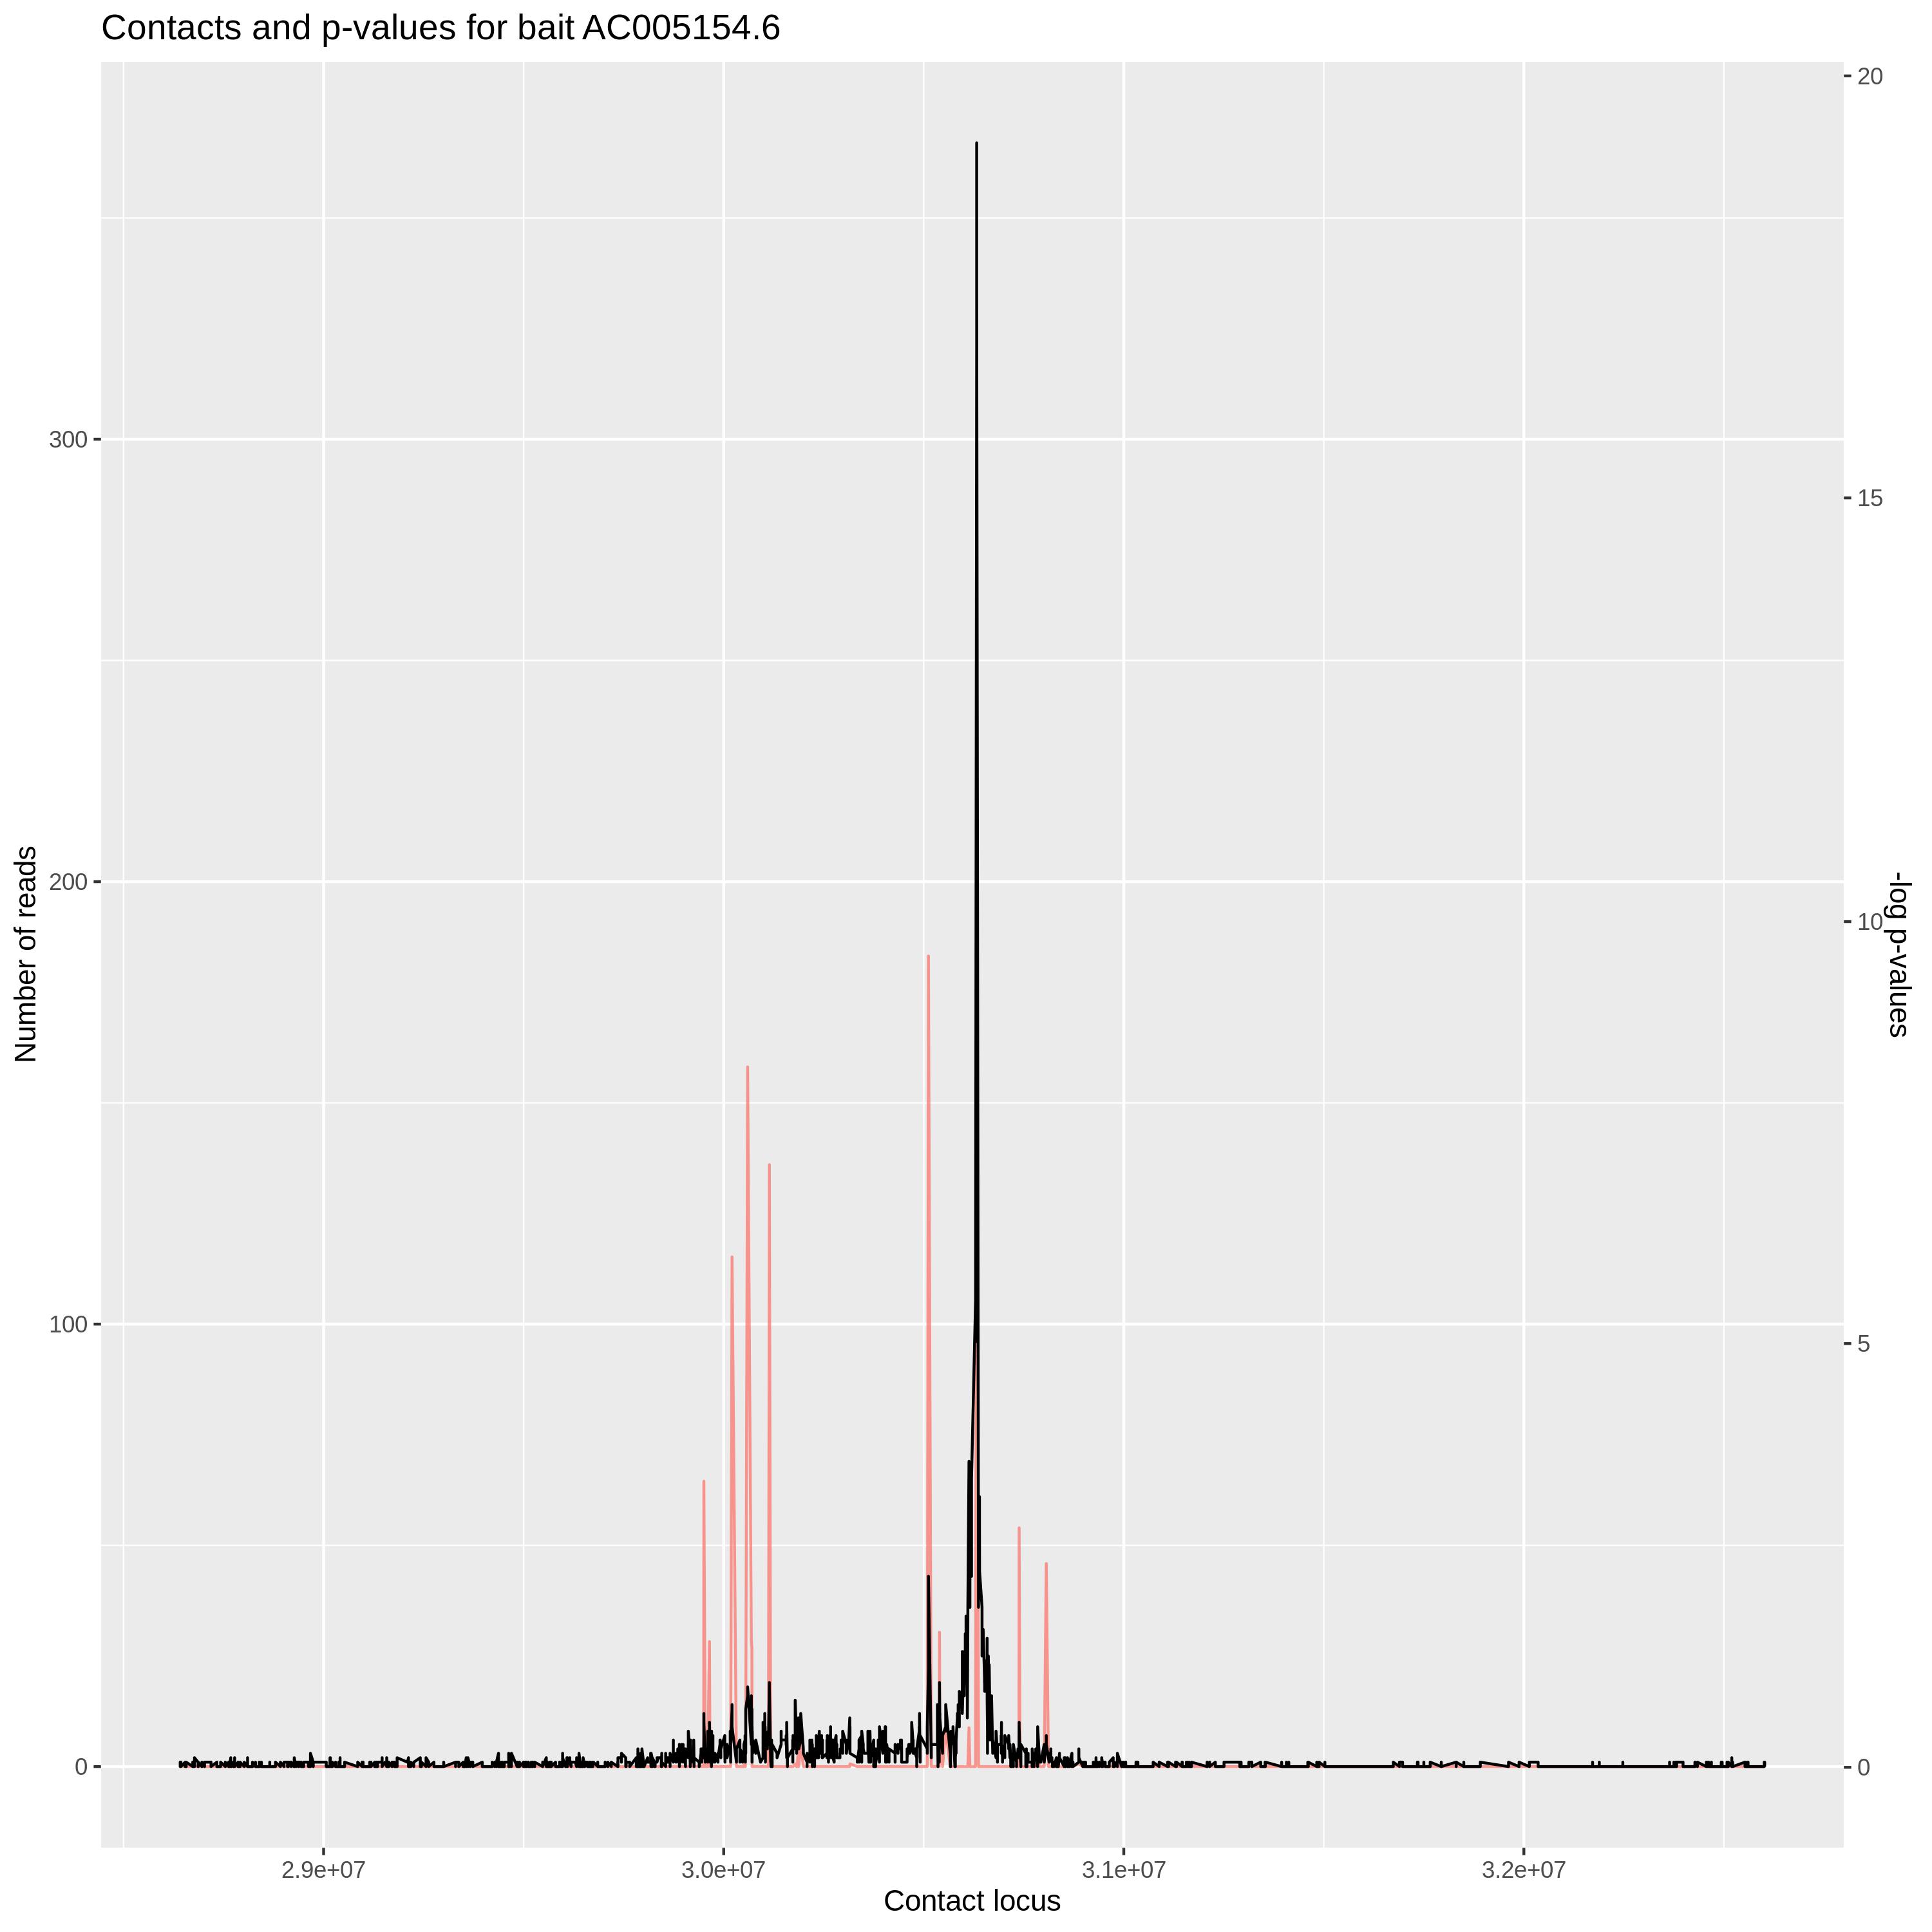 Contacts and p-values for bait AC005154.6
Number of reads
300
200
100
0
20
15
10
5
0
-log p-values
2.9e+07
3.0e+07
3.1e+07
3.2e+07
Contact locus